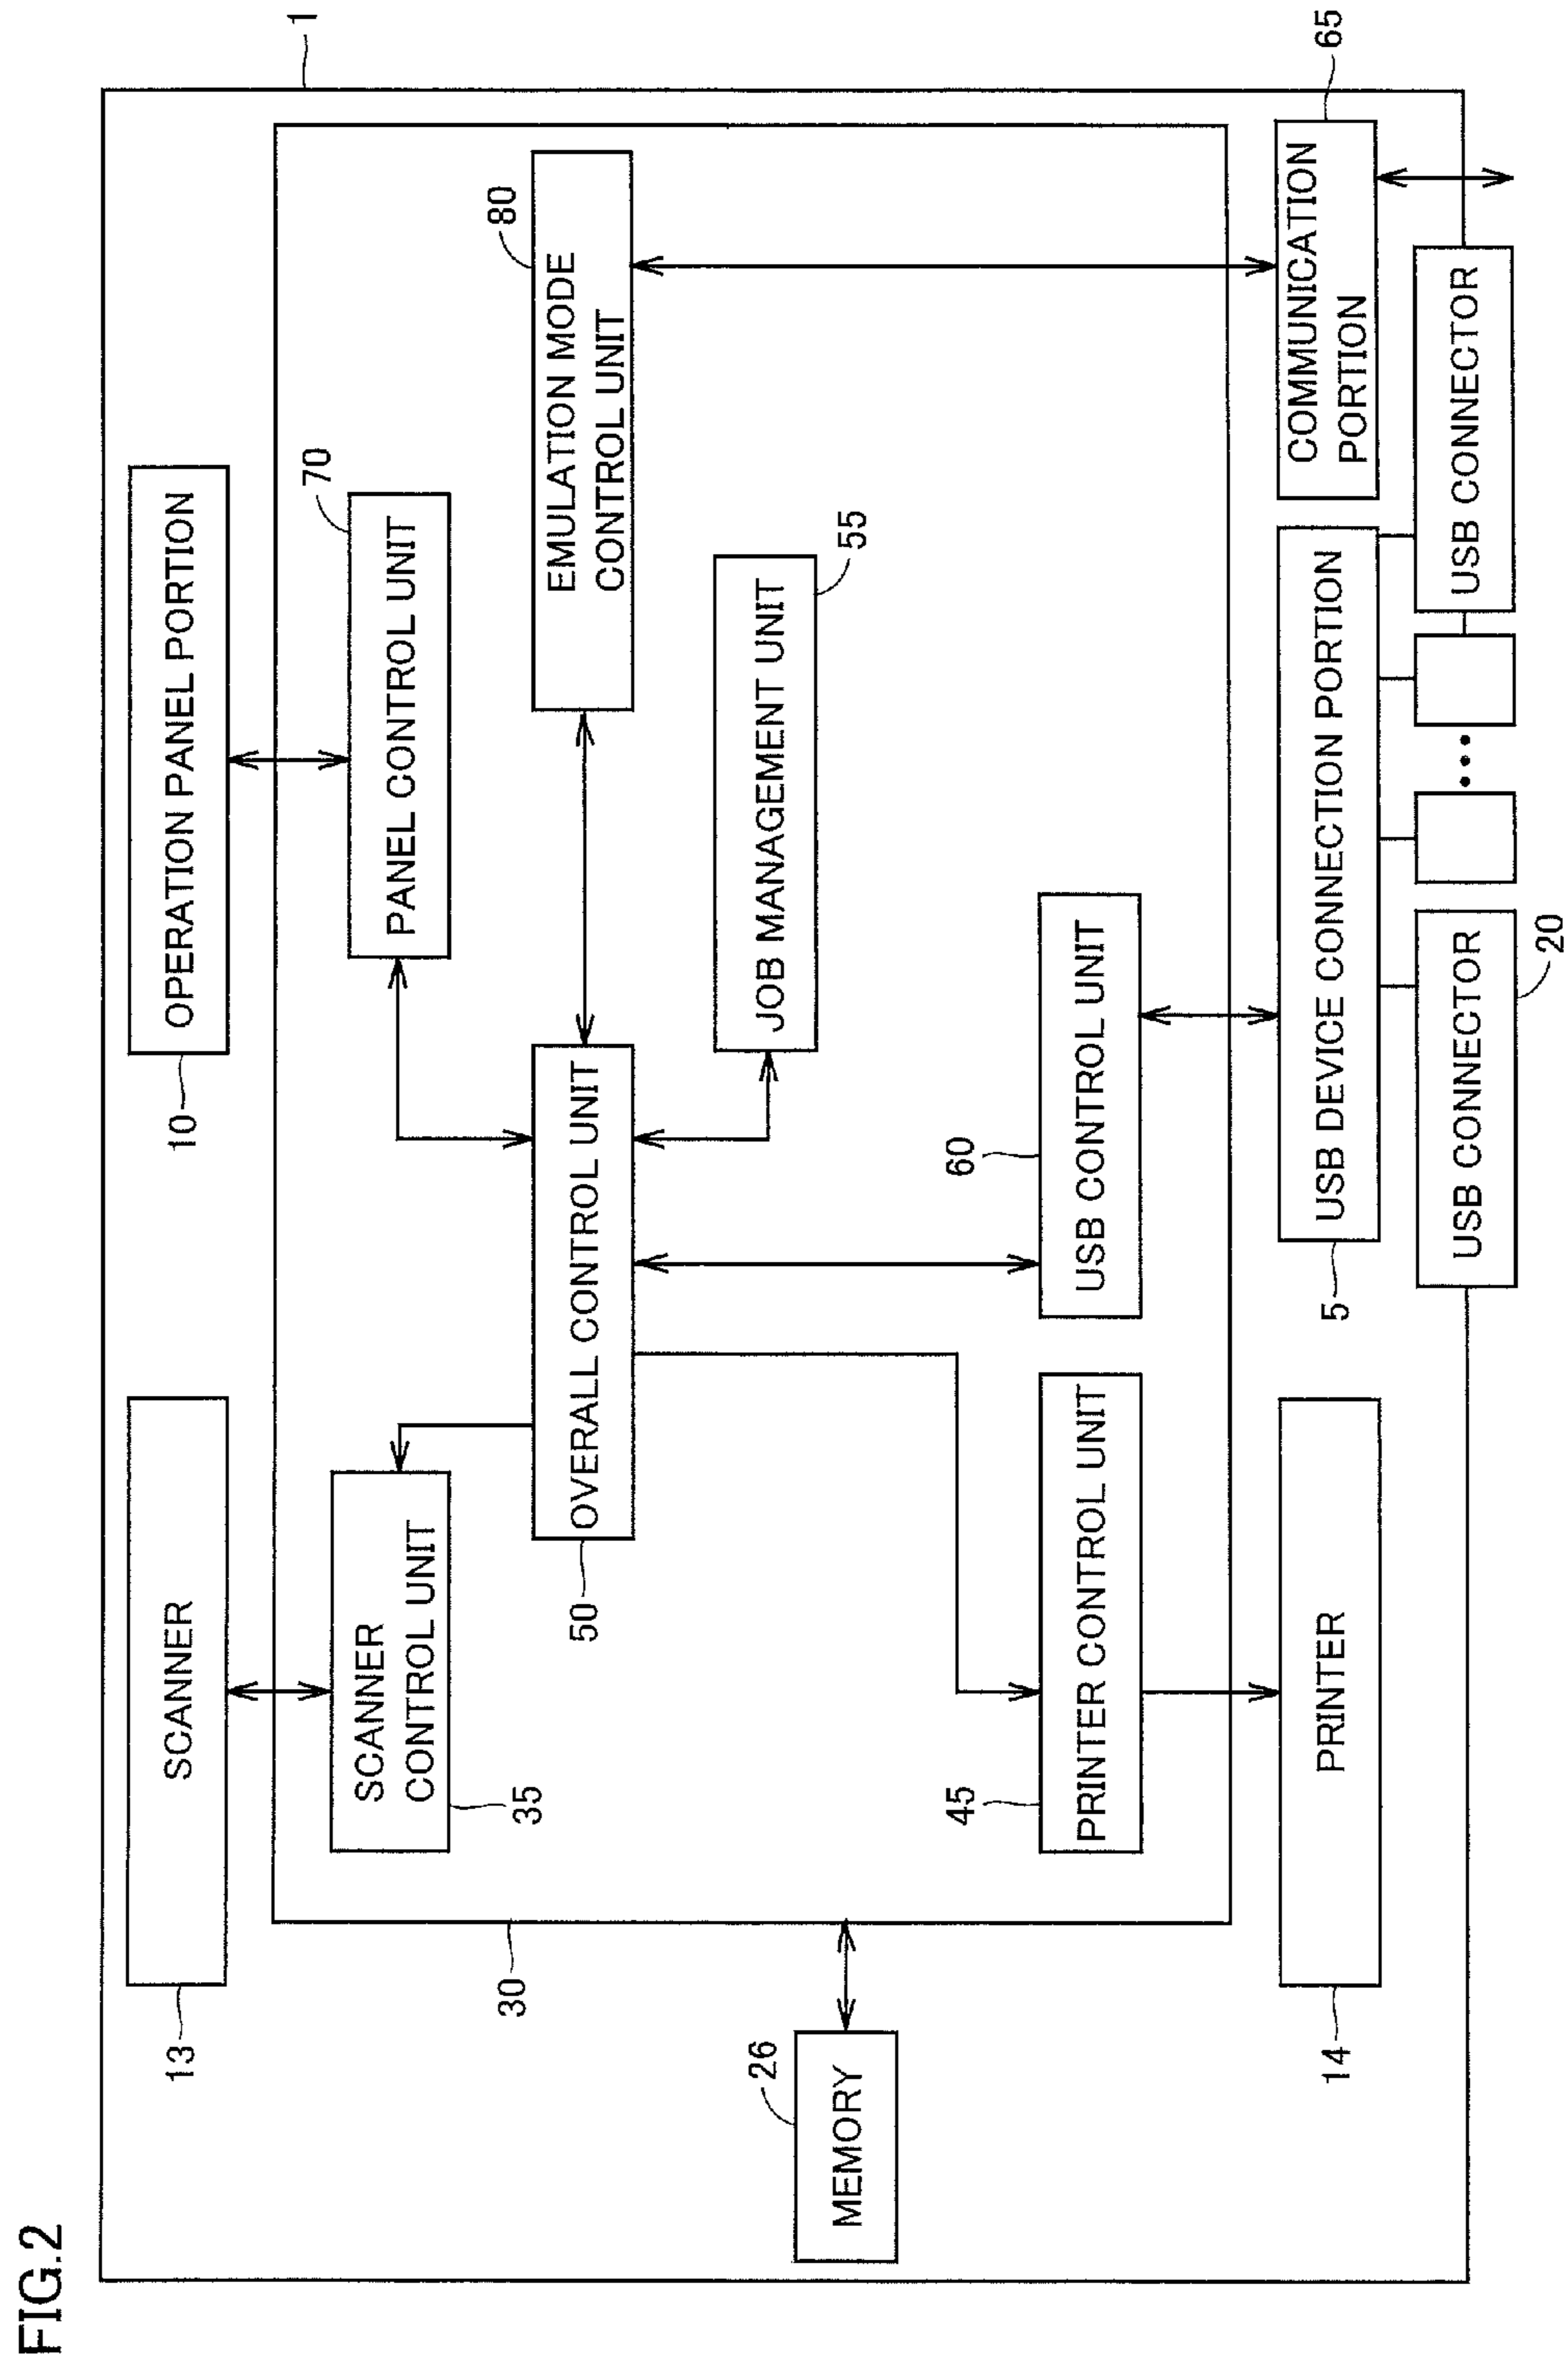 FIG.2
1
13
SCANNER
10
OPERATION PANEL PORTION
30
SCANNER
CONTROL UNIT
35
PANEL CONTROL UNIT
70
80
EMULATION MODE
CONTROL UNIT
50
OVERALL CONTROL UNIT
JOB MANAGEMENT UNIT
55
26
MEMORY
45
PRINTER CONTROL UNIT
60
USB CONTROL UNIT
14
PRINTER
5
USB DEVICE CONNECTION PORTION
COMMUNICATION
PORTION
65
USB CONNECTOR
20
USB CONNECTOR